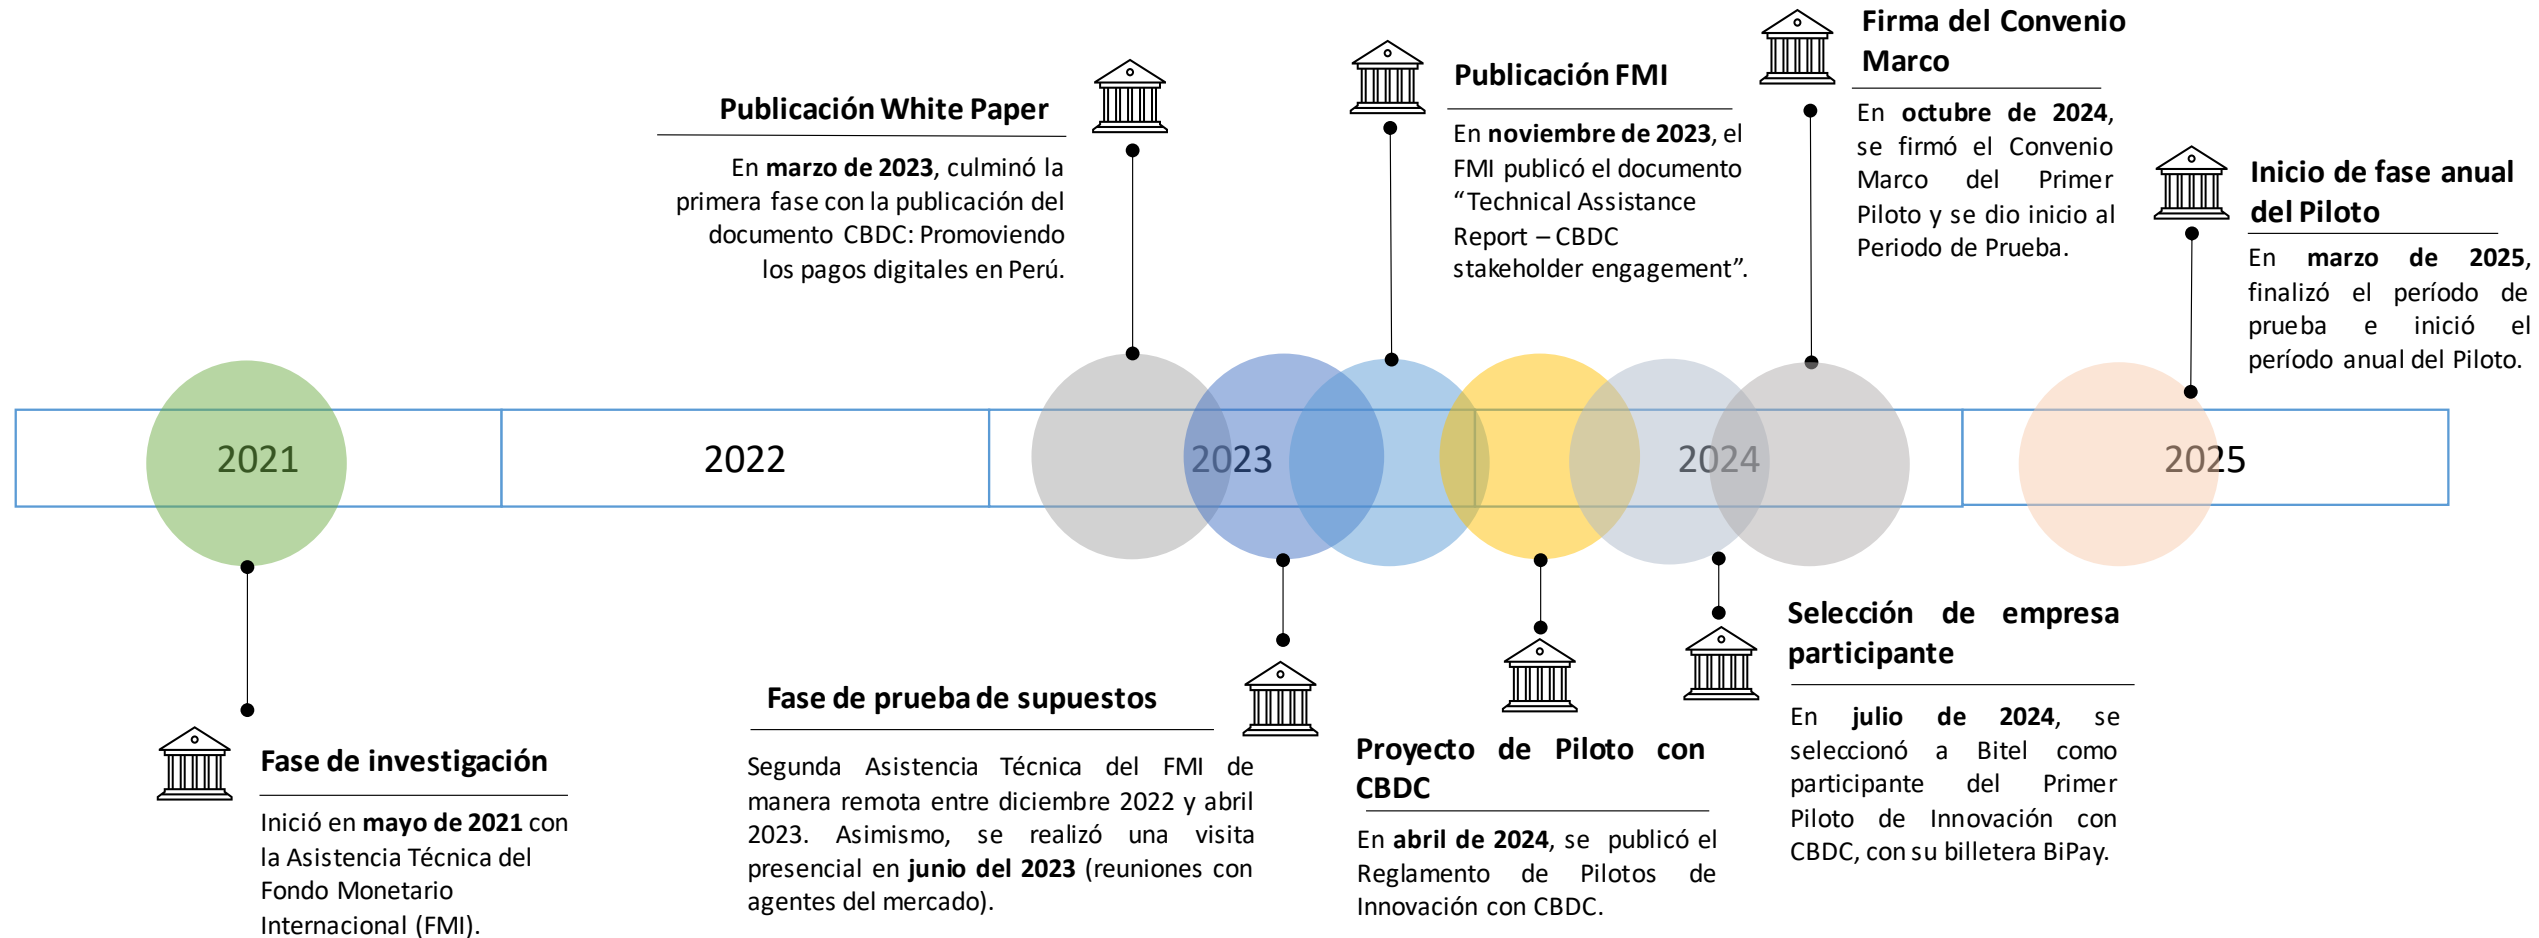 Firma del Convenio
Marco
En octubre de 2024,
se firmó el Convenio
Marco del Primer
Piloto y se dio inicio al
Periodo de Prueba.
Publicación FMI
En noviembre de 2023, el
FMI publicó el documento
“Technical Assistance
Report – CBDC
stakeholder engagement”.
Publicación White Paper
En marzo de 2023, culminó la
primera fase con la publicación del
documento CBDC: Promoviendo
los pagos digitales en Perú.
Inicio de fase anual
del Piloto
En marzo de 2025,
finalizó el período de
prueba e inició el
período anual del Piloto.
2021
2022
2023
2024
2025
Fase de investigación
Inició en mayo de 2021 con
la Asistencia Técnica del
Fondo Monetario
Internacional (FMI).
Fase de prueba de supuestos
Segunda Asistencia Técnica del FMI de
manera remota entre diciembre 2022 y abril
2023. Asimismo, se realizó una visita
presencial en junio del 2023 (reuniones con
agentes del mercado).
Proyecto de Piloto con
CBDC
En abril de 2024, se publicó el
Reglamento de Pilotos de
Innovación con CBDC.
Selección de empresa
participante
En julio de 2024, se
seleccionó a Bitel como
participante del Primer
Piloto de Innovación con
CBDC, con su billetera BiPay.